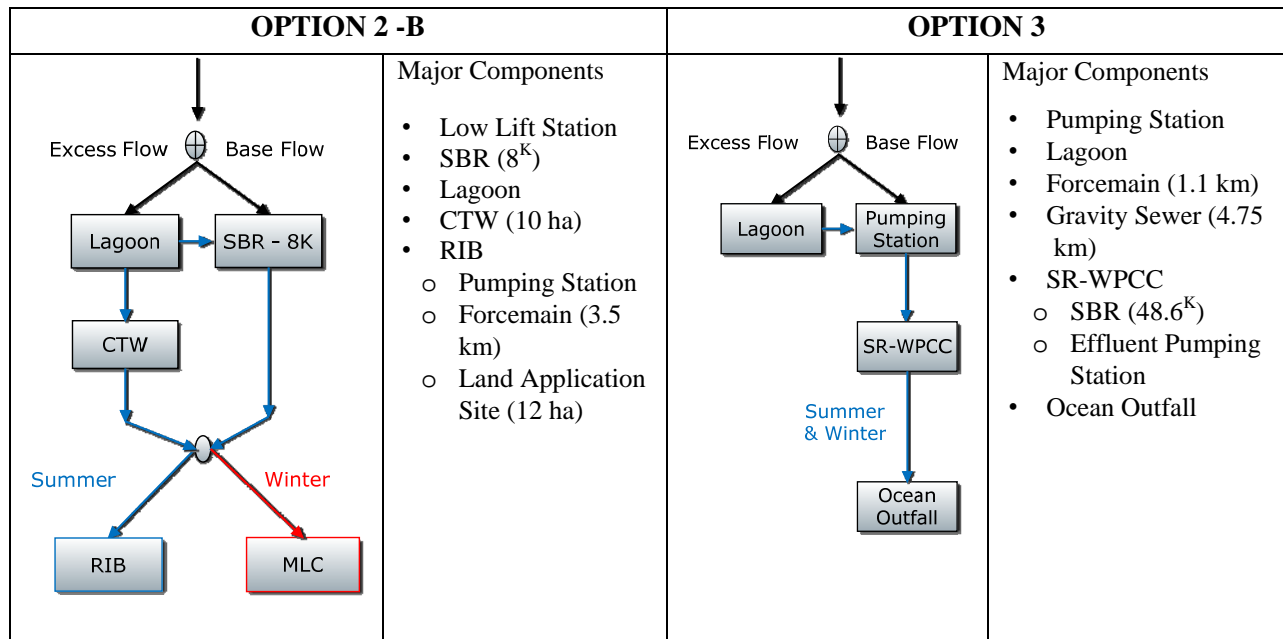 OPTION 2 -B
Excess Flow
Base Flow
Lagoon
SBR - 8K
CTW
Summer
Winter
RIB
MLC
Major Components
• Low Lift Station
• SBR (8K)
• Lagoon
• CTW (10 ha)
• RIB
o Pumping Station
o Forcemain (3.5
km)
o Land Application
Site (12 ha)
OPTION 3
Excess Flow
Base Flow
Lagoon
Pumping
Station
SR-WPCC
Summer
& Winter
Ocean
Outfall
Major Components
• Pumping Station
• Lagoon
• Forcemain (1.1 km)
• Gravity Sewer (4.75
km)
• SR-WPCC
o SBR (48.6K)
o Effluent Pumping
Station
• Ocean Outfall